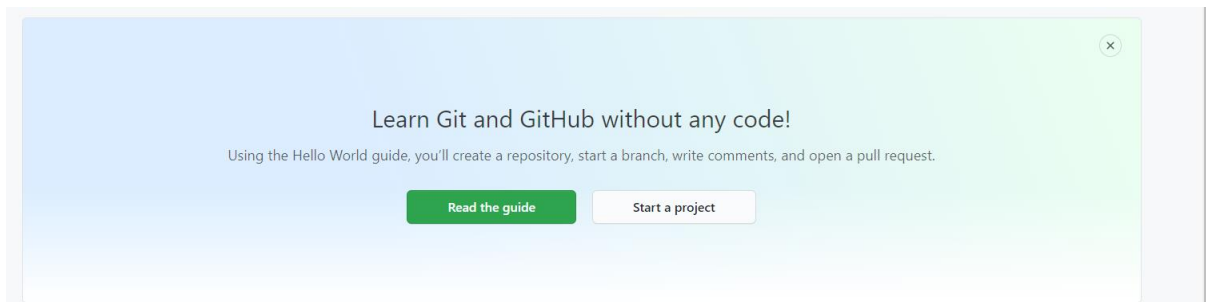 Learn Git and GitHub without any code!
Using the Hello World guide, you’ll create a repository, start a branch, write comments, and open a pull request.
Read the guide
Start a project